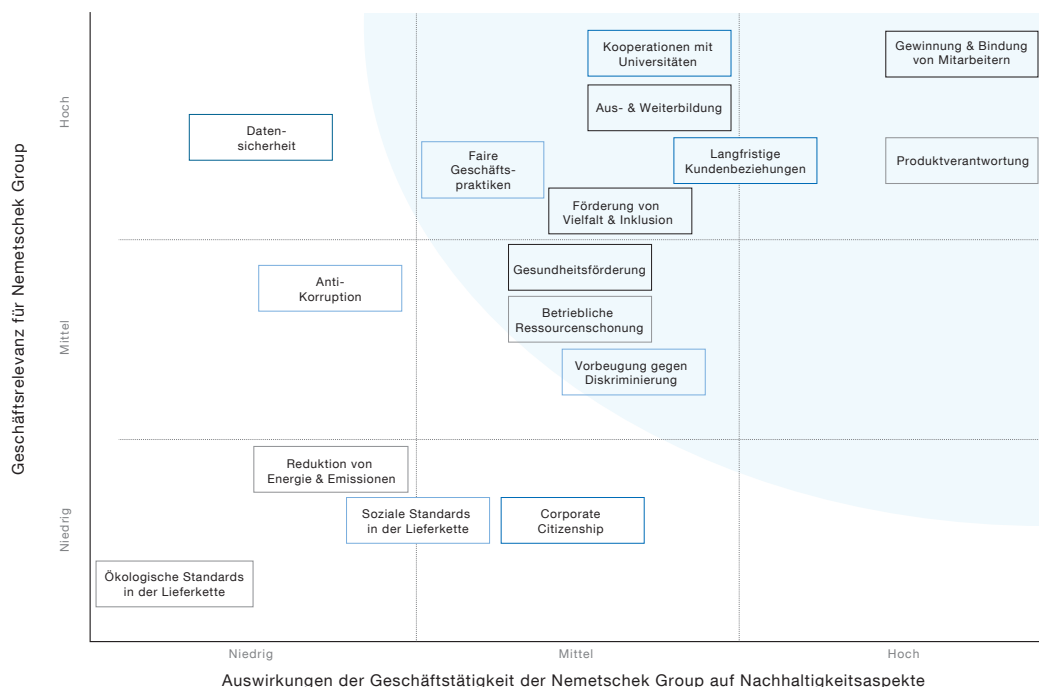 Geschäftsrelevanz für Nemetschek Group
Hoch
Mittel
Niedrig
Kooperationen mit
Universitäten
Gewinnung & Bindung
von Mitarbeitern
Aus- & Weiterbildung
Daten-
sicherheit
Faire
Geschäfts-
praktiken
Langfristige
Kundenbeziehungen
Produktverantwortung
Förderung von
Vielfalt & Inklusion
Gesundheitsförderung
Anti-
Korruption
Betriebliche
Ressourcenschonung
Vorbeugung gegen
Diskriminierung
Reduktion von
Energie & Emissionen
Soziale Standards
in der Lieferkette
Corporate
Citizenship
Ökologische Standards
in der Lieferkette
Niedrig
Mittel
Hoch
Auswirkungen der Geschäftstätigkeit der Nemetschek Group auf Nachhaltigkeitsaspekte